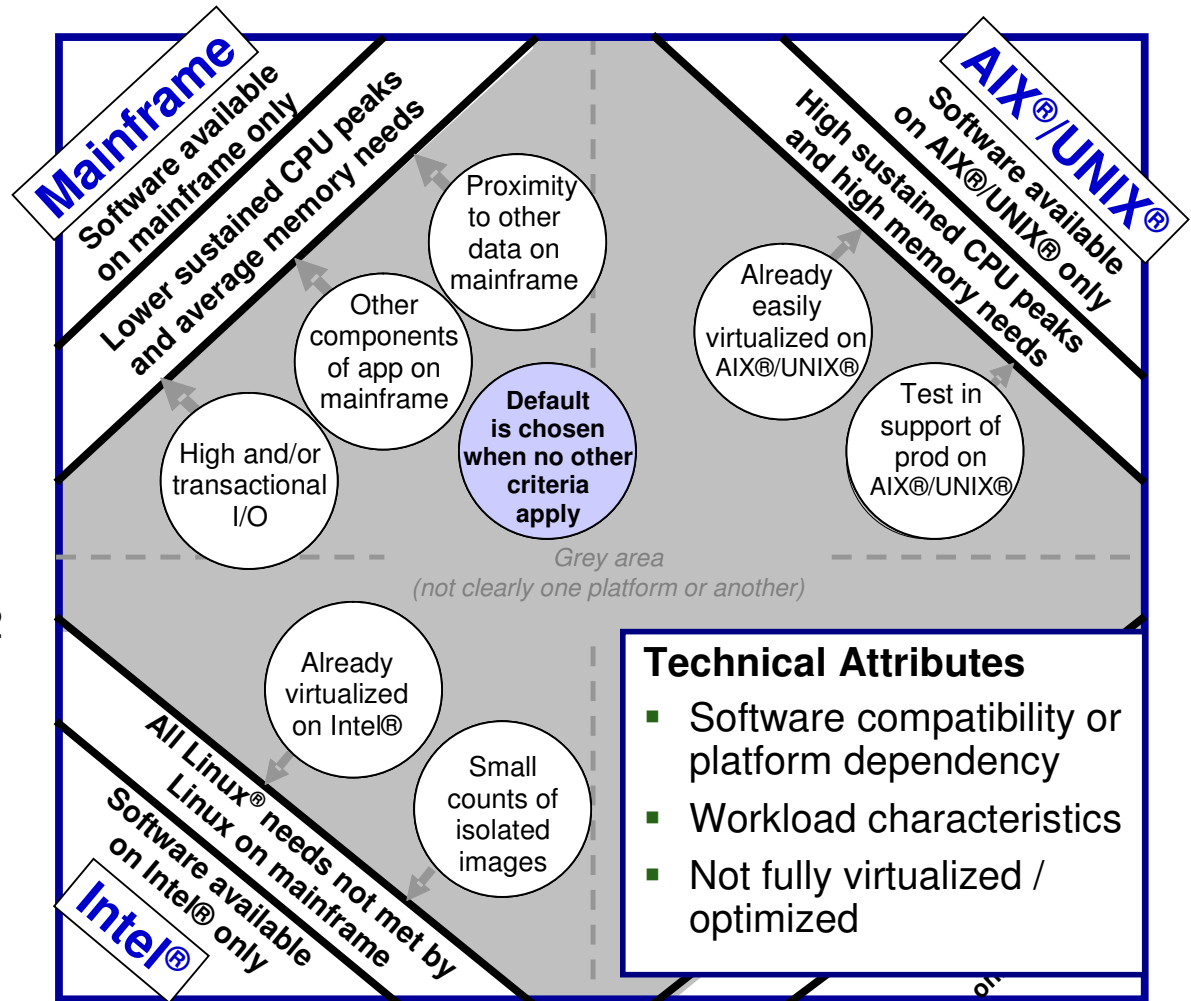 Mainframe
Software available
on mainframe only
Lower sustained CPU peaks
and average memory needs
AIX®/UNIX®
Software available
on AIX®/UNIX® only
High sustained CPU peaks
and high memory needs
Proximity
to other
data on
mainframe
Other
components
of app on
mainframe
High and/or
transactional
I/O
Default
is chosen
when no other
criteria
apply
Already
easily
virtualized on
AIX®/UNIX®
Test in
support of
prod on
AIX®/UNIX®
Grey area
(not clearly one platform or another)
Already
virtualized
on Intel®
Small
counts of
isolated
images
All Linux® needs not met by
Linux on mainframe
Software available
on Intel® only
Intel®
Technical Attributes
▪ Software compatibility or
platform dependency
▪ Workload characteristics
▪ Not fully virtualized /
optimized